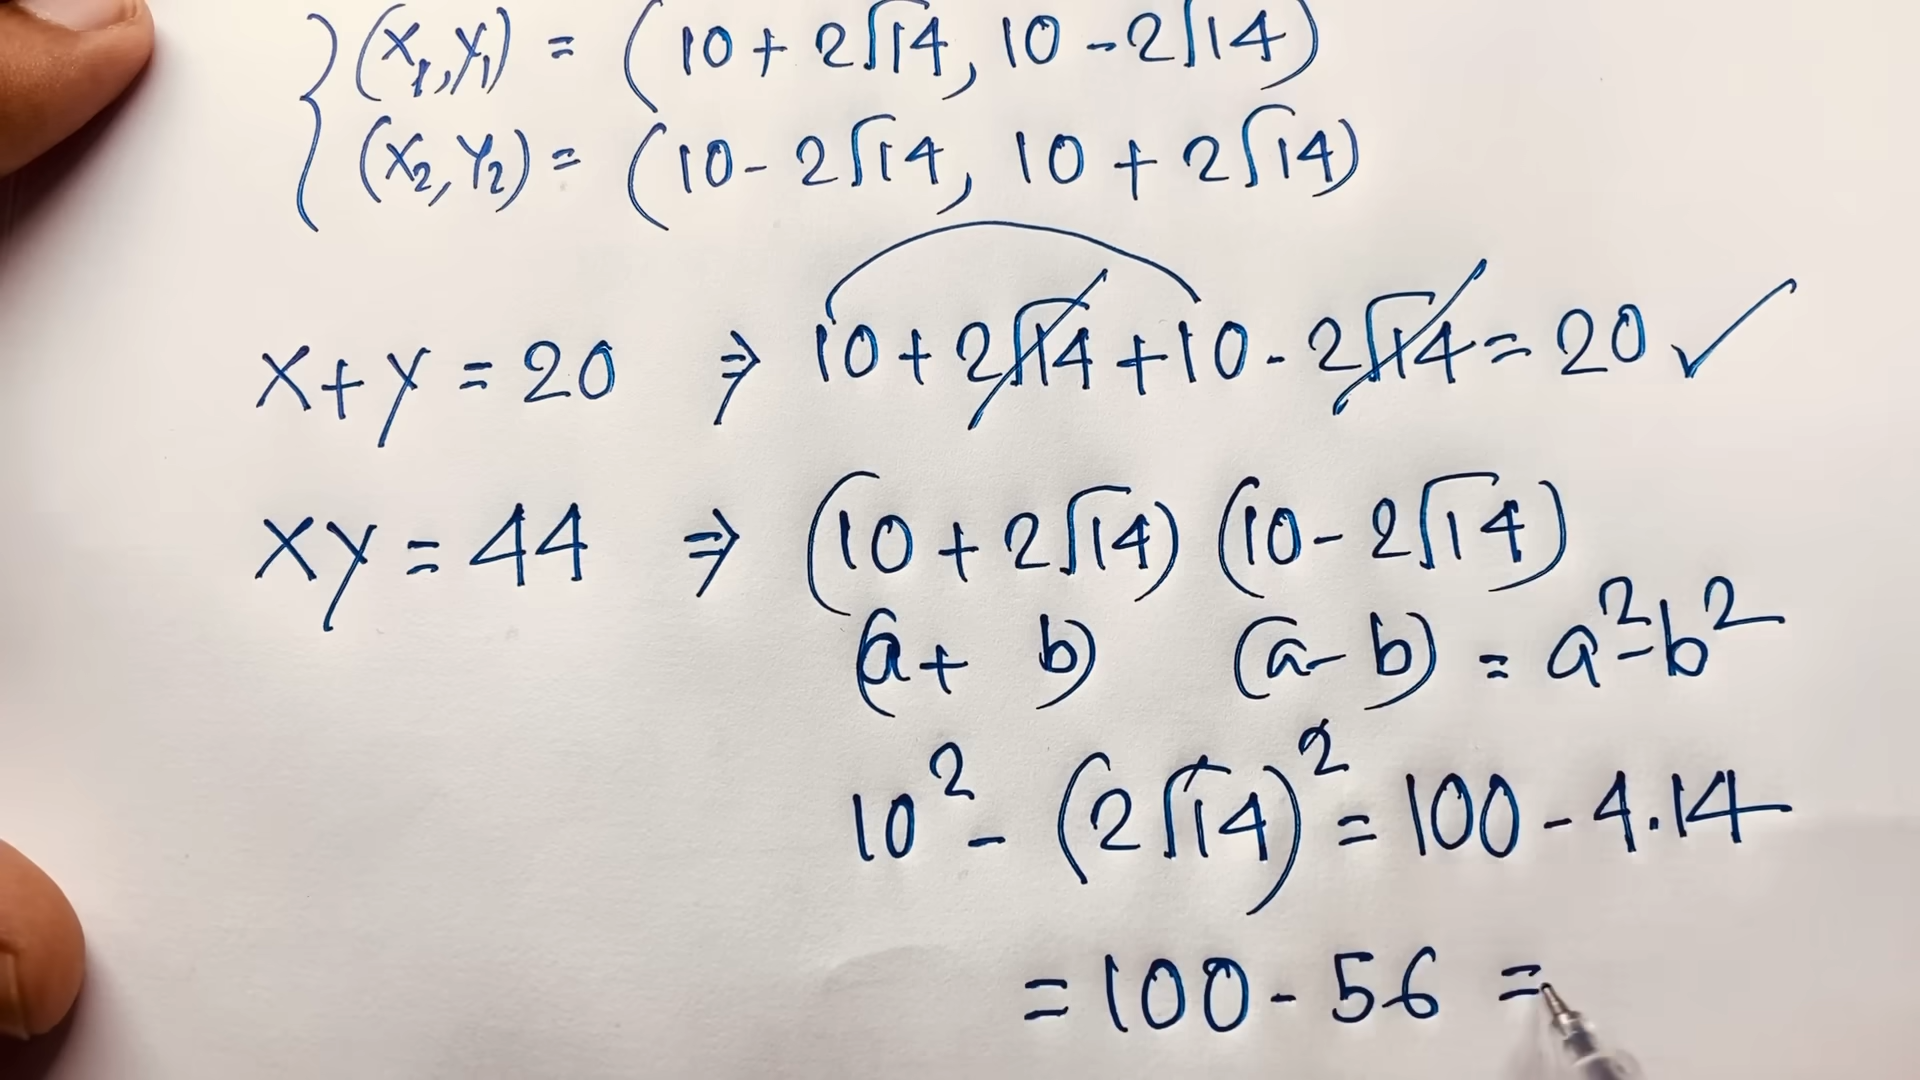 (x₁, y₁) = (10 + 2√14, 10 - 2√14)
(x₂, y₂) = (10 - 2√14, 10 + 2√14)
x + y = 20 ⇒ 10 + 2√14 + 10 - 2√14 = 20 ✓
xy = 44 ⇒ (10 + 2√14) (10 - 2√14)
(a + b) (a - b) = a² - b²
10² - (2√14)² = 100 - 4.14
= 100 - 56 =